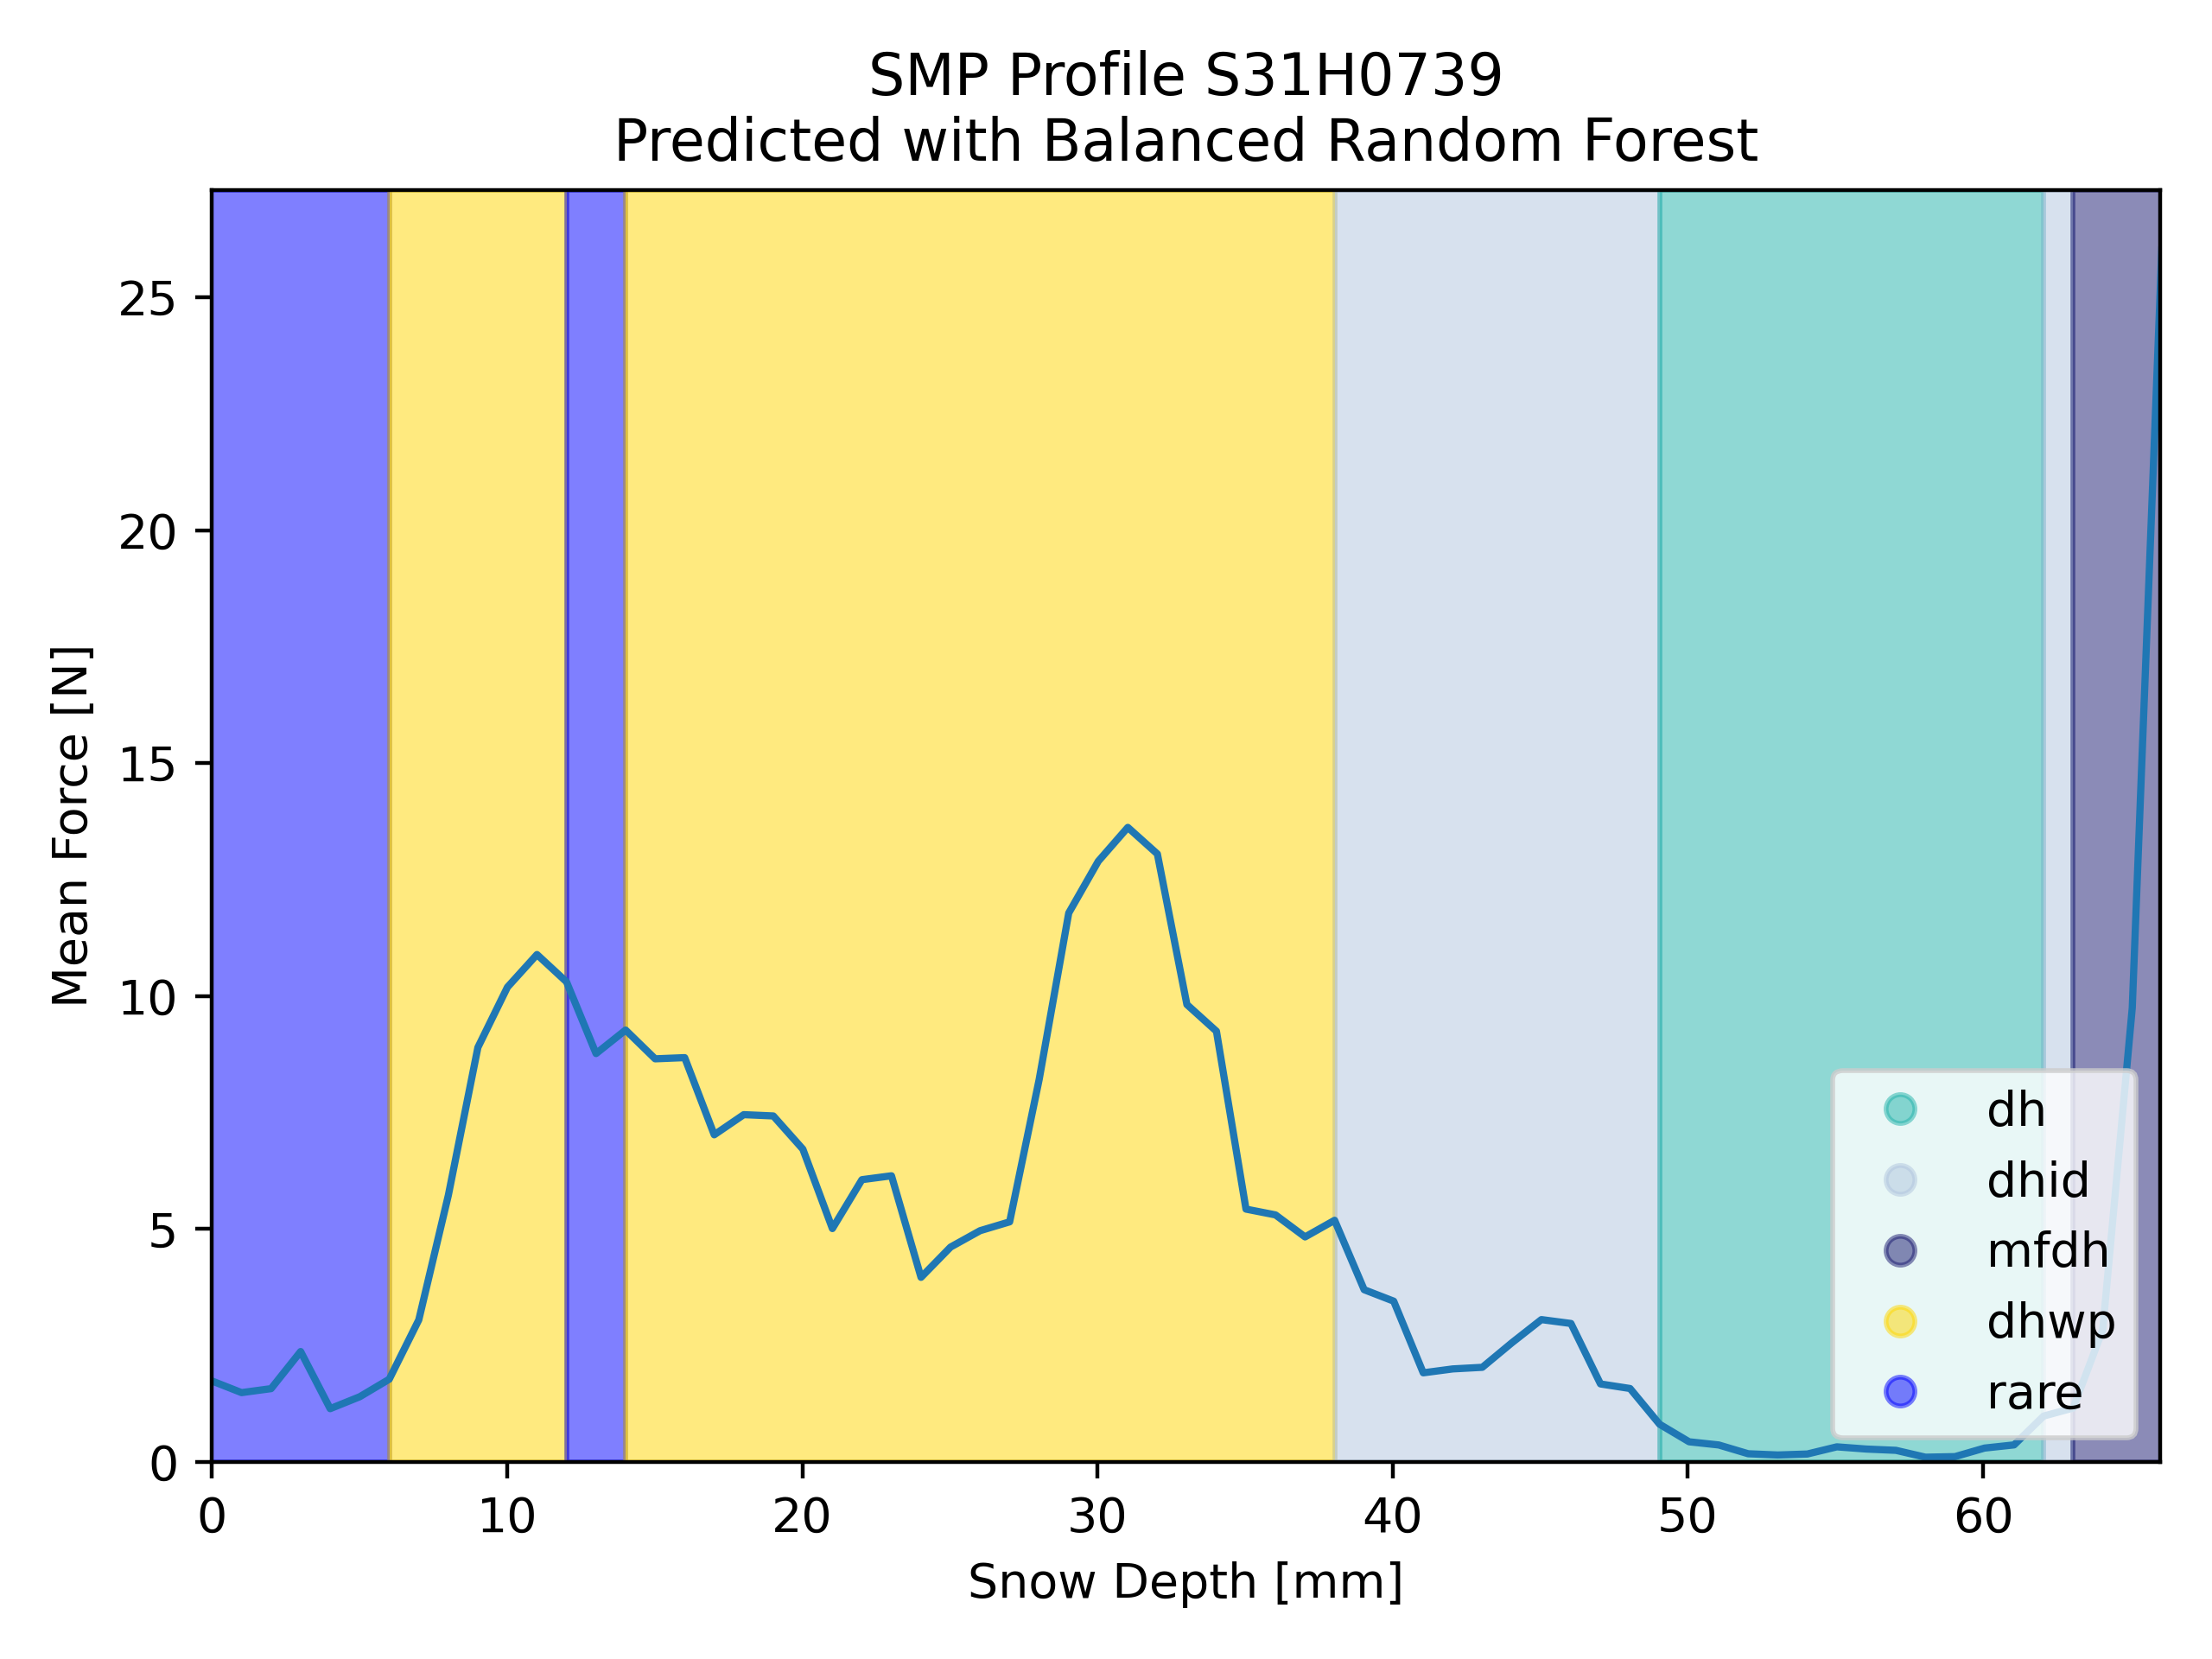 SMP Profile S31H0739
Predicted with Balanced Random Forest
Mean Force [N]
25
20
15
10
5
0
dh
dhid
mfdh
dhwp
rare
0 10 20 30 40 50 60
Snow Depth [mm]